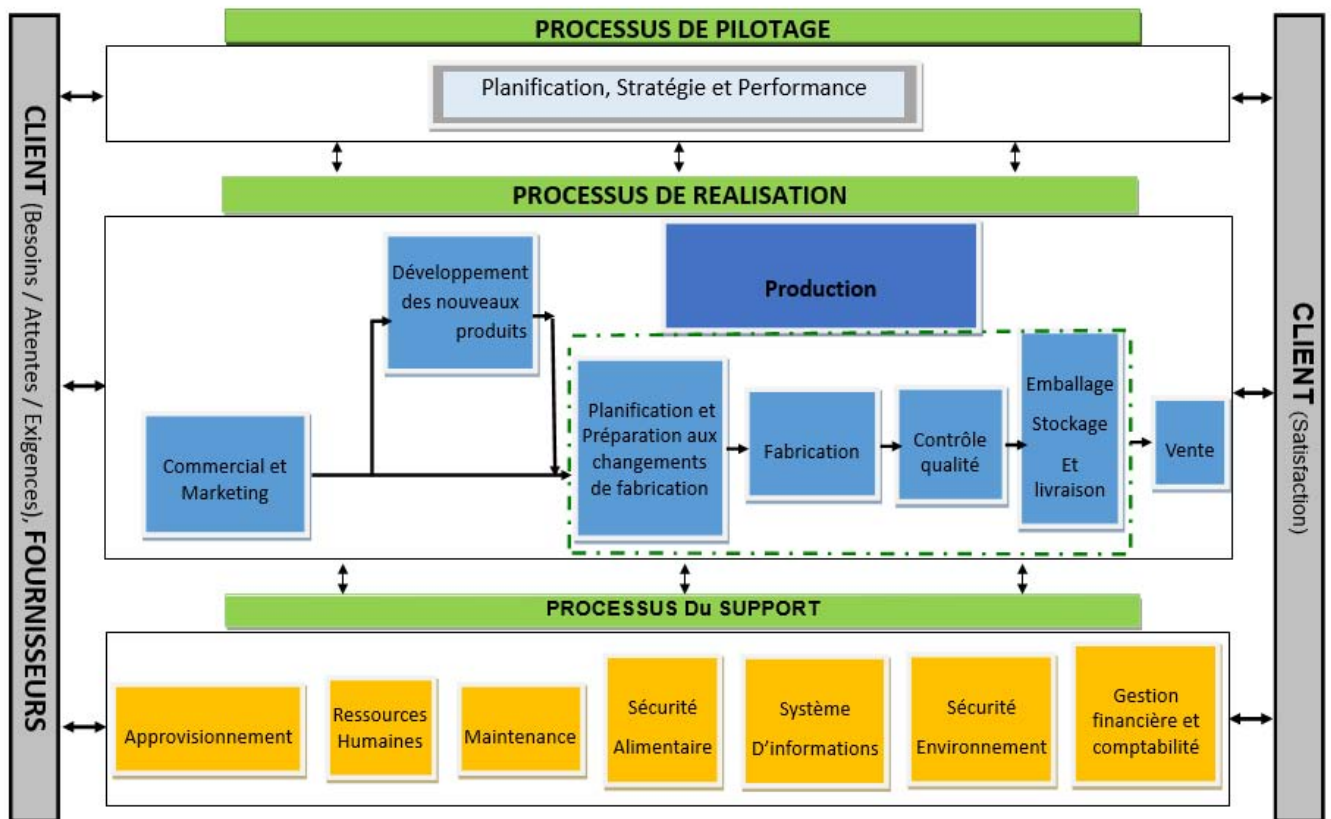 PROCESSUS DE PILOTAGE
Planification, Stratégie et Performance
CLIENT (Besoins / Attentes / Exigences), FOURNISSEURS
PROCESSUS DE REALISATION
Développement
des nouveaux
produits
Production
Commercial et
Marketing
Planification et
Préparation aux
changements
de fabrication
Fabrication
Contrôle
qualité
Emballage
Stockage
Et
livraison
Vente
CLIENT (Satisfaction)
PROCESSUS Du SUPPORT
Approvisionnement
Ressources
Humaines
Maintenance
Sécurité
Alimentaire
Système
D'informations
Sécurité
Environnement
Gestion
financière et
comptabilité